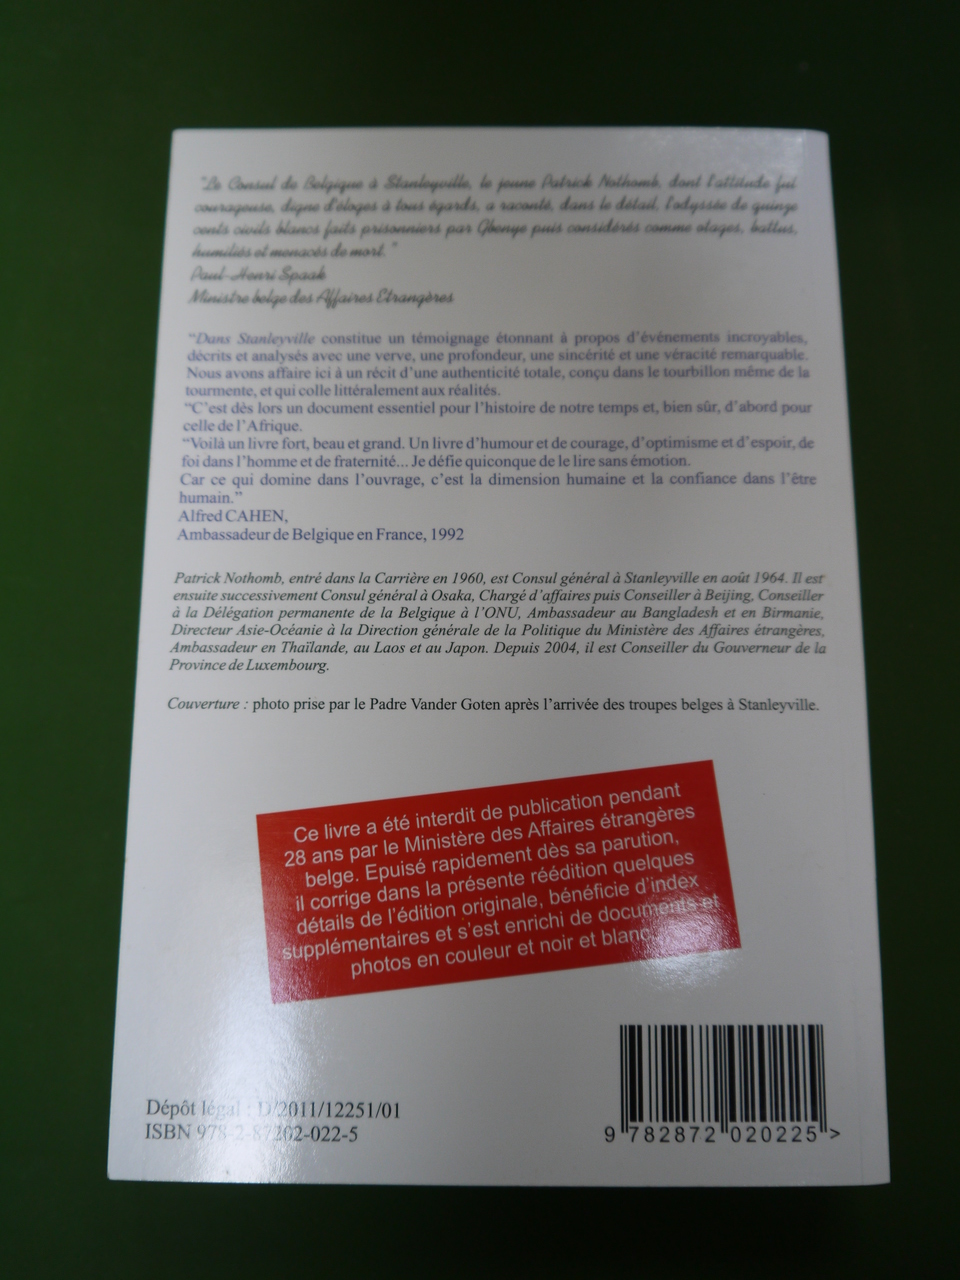 "Le Consul de Belgique à Stanleyville, le jeune Patrick Nothomb, dont l'attitude fut
courageuse, digne d'éloges à tous égards, a raconté, dans le détail, l'odyssée de quinze
cents civils blancs faits prisonniers par Gbenye puis considérés comme otages, battus,
humiliés et menacés de mort."
Paul-Henri Spaak
Ministre belge des Affaires Etrangères
"Dans Stanleyville constitue un témoignage étonnant à propos d'événements incroyables,
décrits et analysés avec une verve, une profondeur, une sincérité et une véracité remarquable.
Nous avons affaire ici à un récit d'une authenticité totale, conçu dans le tourbillon même de la
tourmente, et qui colle littéralement aux réalités.
"C'est dès lors un document essentiel pour l'histoire de notre temps et, bien sûr, d'abord pour
celle de l'Afrique.
"Voilà un livre fort, beau et grand. Un livre d'humour et de courage, d'optimisme et d'espoir, de
foi dans l'homme et de fraternité... Je défie quiconque de le lire sans émotion.
Car ce qui domine dans l'ouvrage, c'est la dimension humaine et la confiance dans l'être
humain."
Alfred CAHEN,
Ambassadeur de Belgique en France, 1992
Patrick Nothomb, entré dans la Carrière en 1960, est Consul général à Stanleyville en août 1964. Il est
ensuite successivement Consul général à Osaka, Chargé d'affaires puis Conseiller à Beijing, Conseiller
à la Délégation permanente de la Belgique à l'ONU, Ambassadeur au Bangladesh et en Birmanie,
Directeur Asie-Océanie à la Direction générale de la Politique du Ministère des Affaires étrangères,
Ambassadeur en Thaïlande, au Laos et au Japon. Depuis 2004, il est Conseiller du Gouverneur de la
Province de Luxembourg.
Couverture : photo prise par le Padre Vander Goten après l'arrivée des troupes belges à Stanleyville.
Ce livre a été interdit de publication pendant
28 ans par le Ministère des Affaires étrangères
belge. Epuisé rapidement dès sa parution,
il corrige dans la présente réédition quelques
détails de l'édition originale, bénéficie d'index
supplémentaires et s'est enrichi de documents et
photos en couleur et noir et blanc.
Dépôt légal : D/2011/12251/01
ISBN 978-2-87202-022-5
9 782872 020225 >